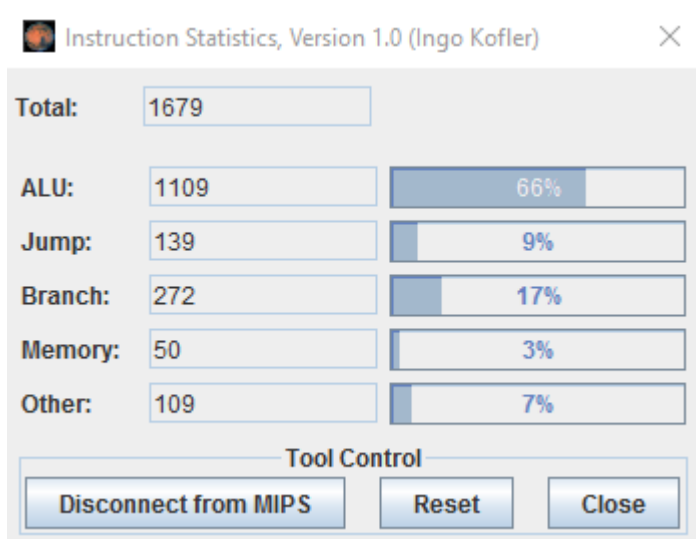 Instruction Statistics, Version 1.0 (Ingo Kofler)
Total: 1679
ALU: 1109 66%
Jump: 139 9%
Branch: 272 17%
Memory: 50 3%
Other: 109 7%
Tool Control
Disconnect from MIPS Reset Close